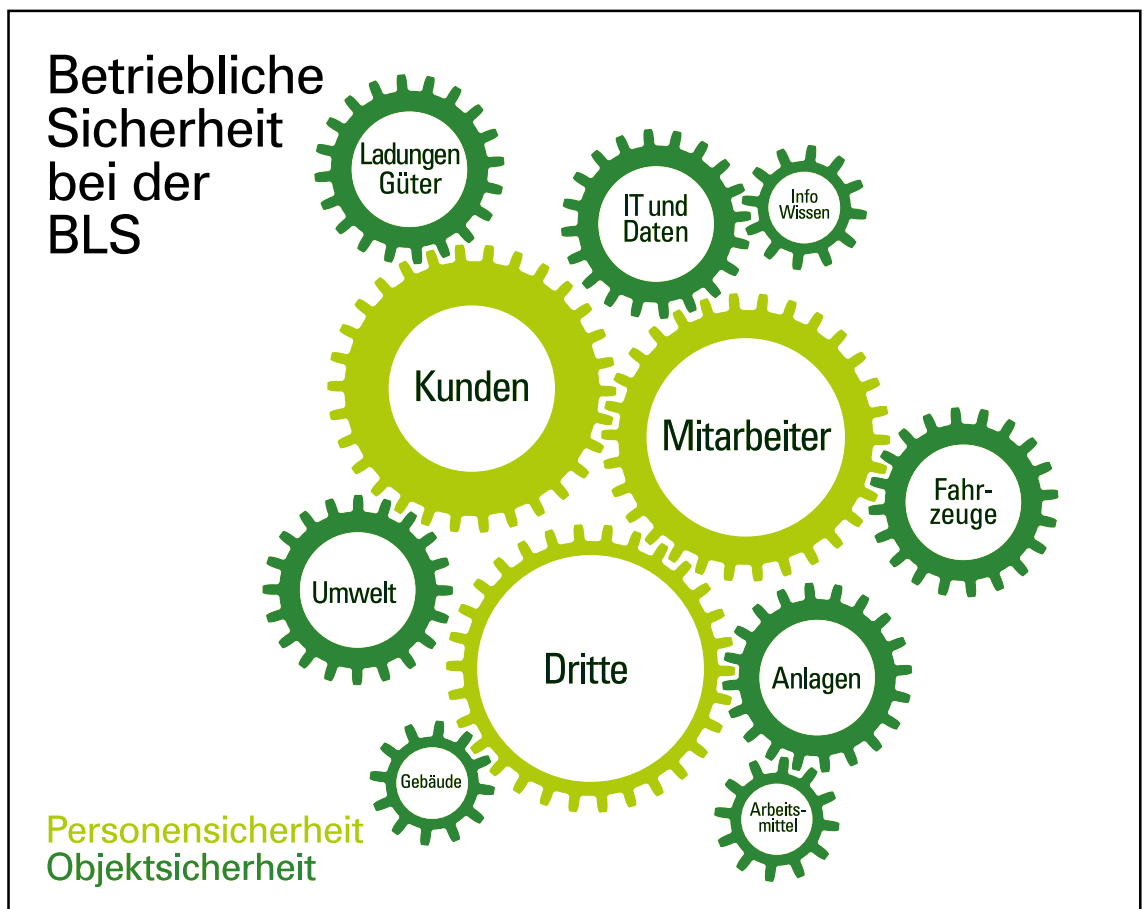 Betriebliche
Sicherheit
bei der
BLS
Ladungen
Güter
IT und
Daten
Info
Wissen
Kunden
Mitarbeiter
Fahr-
zeuge
Umwelt
Dritte
Anlagen
Gebäude
Arbeits-
mittel
Personensicherheit
Objektsicherheit